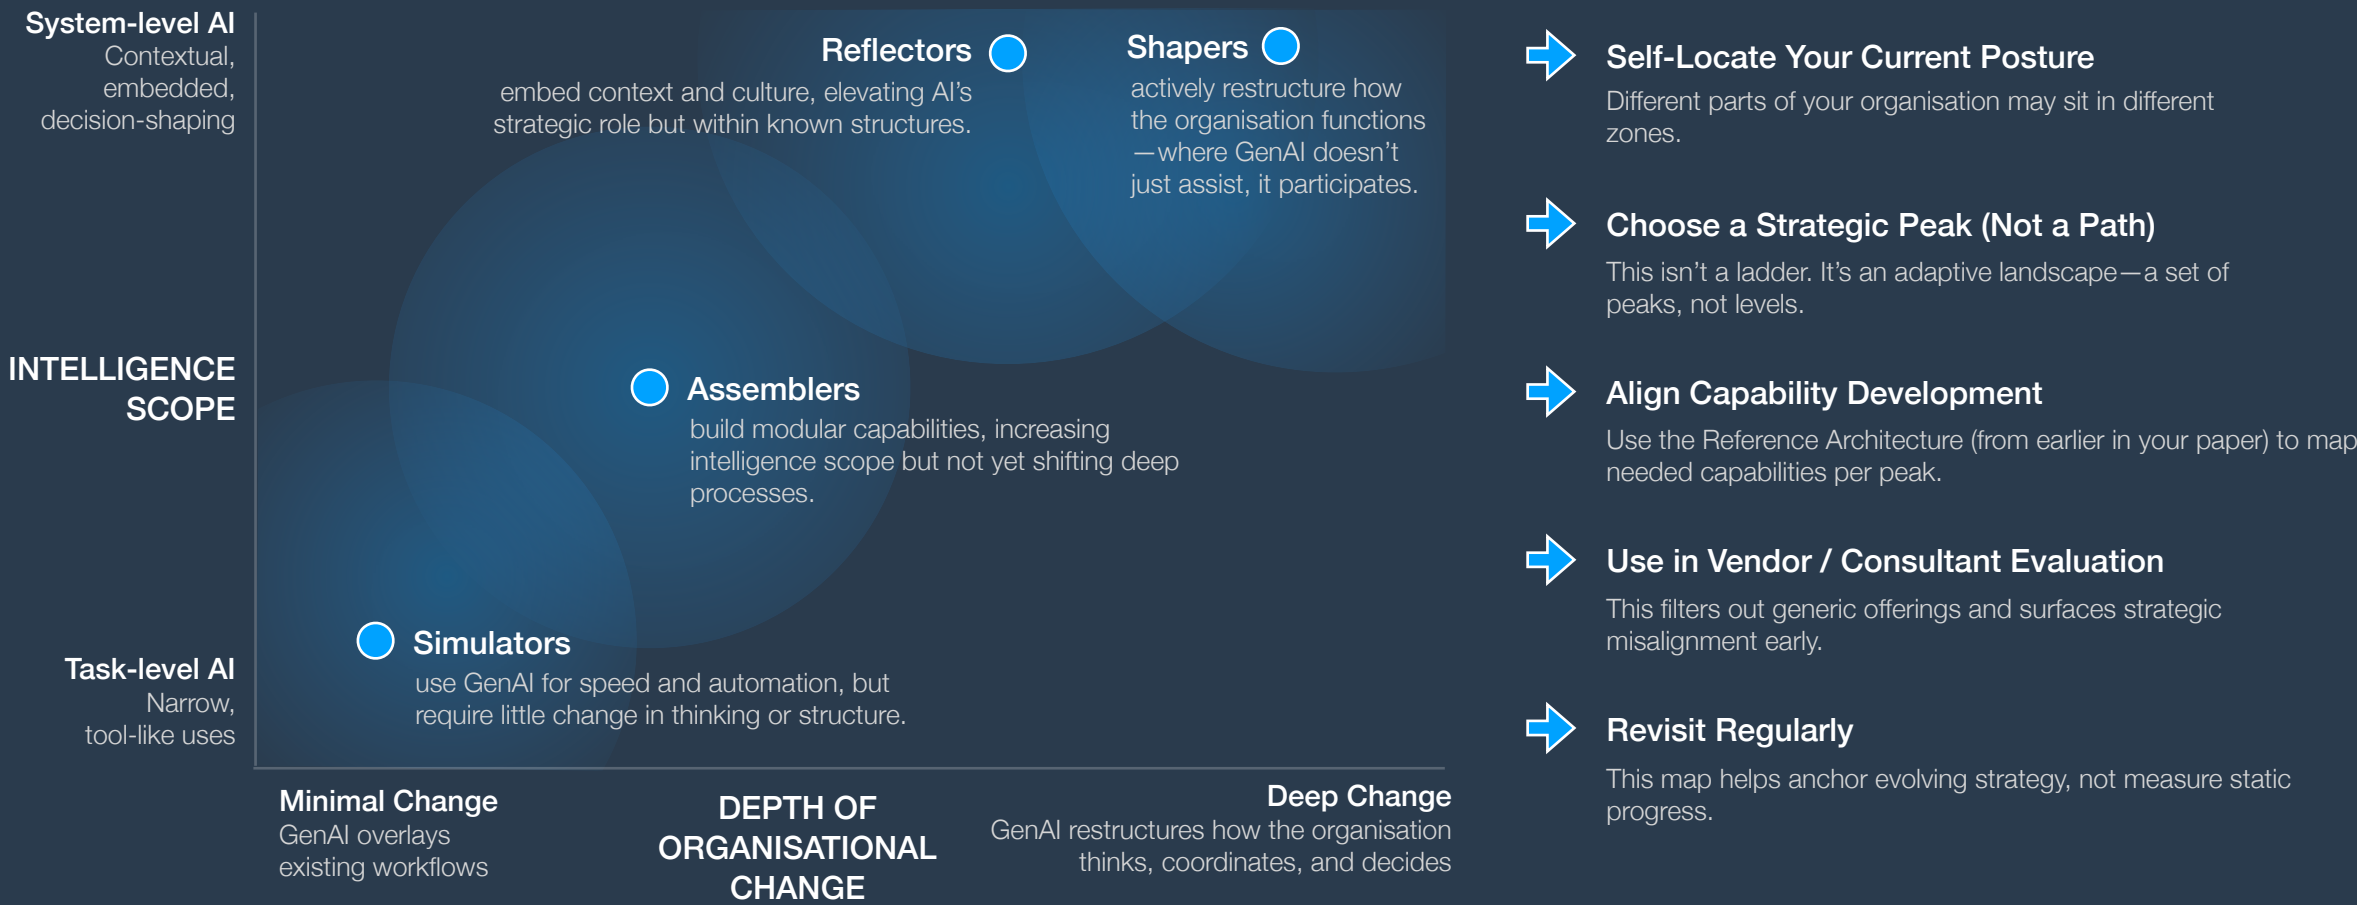 System-level AI
Contextual,
embedded,
decision-shaping
INTELLIGENCE
SCOPE
Task-level AI
Narrow,
tool-like uses
Reflectors
embed context and culture, elevating AI’s
strategic role but within known structures.
Shapers
actively restructure how
the organisation functions
—where GenAI doesn’t
just assist, it participates.
Assemblers
build modular capabilities, increasing
intelligence scope but not yet shifting deep
processes.
Simulators
use GenAI for speed and automation, but
require little change in thinking or structure.
Minimal Change
GenAI overlays
existing workflows
DEPTH OF
ORGANISATIONAL
CHANGE
Deep Change
GenAI restructures how the organisation
thinks, coordinates, and decides
Self-Locate Your Current Posture
Different parts of your organisation may sit in different
zones.
Choose a Strategic Peak (Not a Path)
This isn’t a ladder. It’s an adaptive landscape—a set of
peaks, not levels.
Align Capability Development
Use the Reference Architecture (from earlier in your paper) to map
needed capabilities per peak.
Use in Vendor / Consultant Evaluation
This filters out generic offerings and surfaces strategic
misalignment early.
Revisit Regularly
This map helps anchor evolving strategy, not measure static
progress.